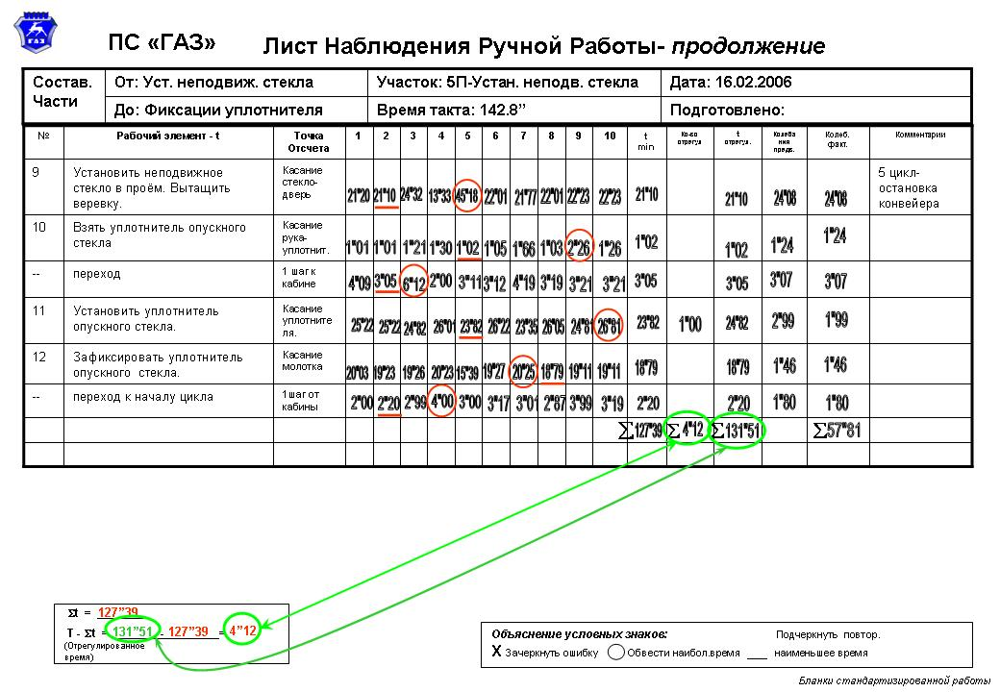 ГАЗ
ПС «ГАЗ»
Лист Наблюдения Ручной Работы- продолжение
Состав. Части
От: Уст. неподвиж. стекла
Участок: 5П-Устан. неподв. стекла
Дата: 16.02.2006
До: Фиксации уплотнителя
Время такта: 142.8”
Подготовлено:
№ Рабочий элемент - t Точка Отсчета 1 2 3 4 5 6 7 8 9 10 t min Ко-во отрегул t отрегул. Колеба ния предв. Колеб. факт. Комментарии
9 Установить неподвижное стекло в проём. Вытащить веревку. Касание стекло-дверь 21"20 21"10 24"32 13"33 45"18 22"01 21"77 22"01 22"23 22"23 21"10 21"10 24"08 24"08 5 цикл-остановка конвейера
10 Взять уплотнитель опускного стекла Касание рука-уплотнит. 1"01 1"01 1"21 1"30 1"02 1"05 1"66 1"03 2"26 1"26 1"02 1"02 1"24 1"24
-- переход 1 шаг к кабине 4"09 3"05 6"12 2"00 3"11 3"12 4"19 3"19 3"21 3"21 3"05 3"05 3"07 3"07
11 Установить уплотнитель опускного стекла. Касание уплотните ля. 25"22 25"22 24"82 26"01 23"82 26"22 23"35 26"05 24"81 26"81 23"82 1"00 24"82 2"99 1"99
12 Зафиксировать уплотнитель опускного стекла. Касание молотка 20"03 19"23 19"26 20"23 15"39 19"27 20"25 18"79 19"11 19"11 18"79 18"79 1"46 1"46
-- переход к началу цикла 1шаг от кабины 2"00 2"20 2"99 4"00 3"00 3"17 3"01 2"87 3"99 3"19 2"20 2"20 1"80 1"80
∑127"39 ∑4"12 ∑131"51 ∑57"81
Σt = 127”39
T - Σt = 131”51 - 127”39 = 4”12
(Отрегулированное
время)
Объяснение условных знаков: Подчеркнуть повтор.
X Зачеркнуть ошибку Обвести наибол.время ___ наименьшее время
Бланки стандартизированной работы